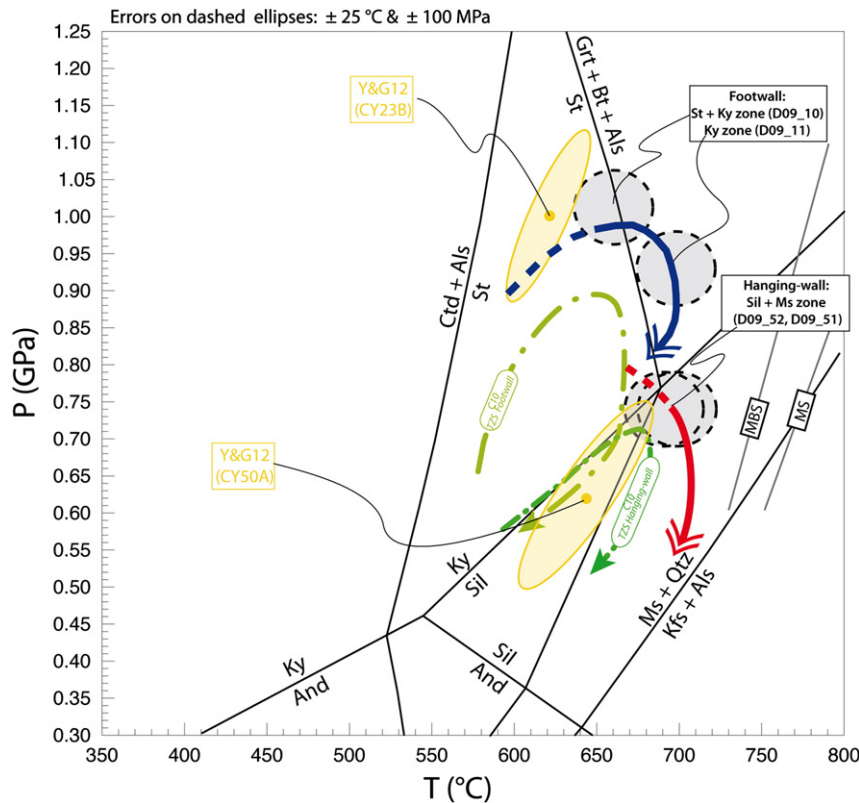 Errors on dashed ellipses: ± 25 °C & ± 100 MPa
1.25
1.20
1.15
1.10
1.05
1.00
0.95
0.90
0.85
0.80
0.75
0.70
0.65
0.60
0.55
0.50
0.45
0.40
0.35
0.30
P (GPa)
350
400
450
500
550
600
650
700
750
800
T (°C)
Y&G12
(CY23B)
Grt + Bt + Als
St
Footwall:
St + Ky zone (D09_10)
Ky zone (D09_11)
Ctd + Als
St
Hanging-wall:
Sil + Ms zone
(D09_52, D09_51)
C10
TZS Footwall
MBS
MS
Y&G12
(CY50A)
C10
TZS Hanging-wall
Ky
Sil
Ms + Qtz
Kfs + Als
Ky
And
Sil
And